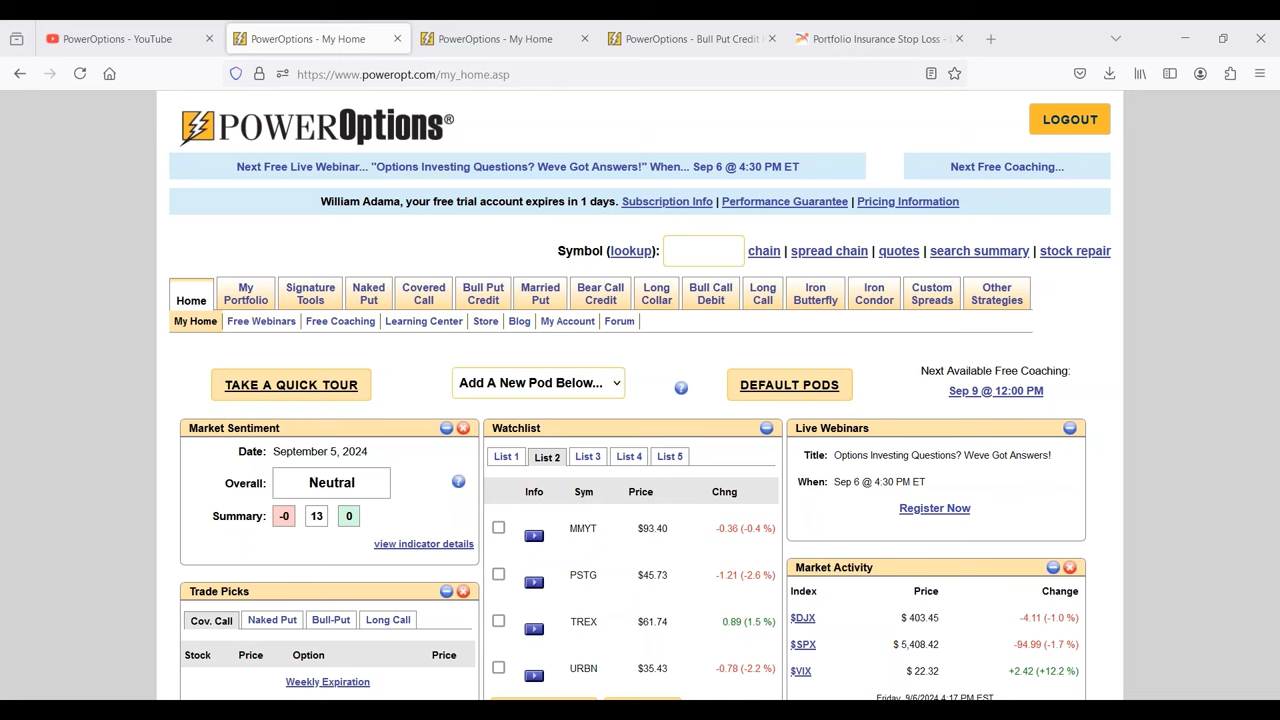 PowerOptions - YouTube
PowerOptions - My Home
PowerOptions - My Home
PowerOptions - Bull Put Credit
Portfolio Insurance Stop Loss -
https://www.poweropt.com/my_home.asp
POWEROptions®
LOGOUT
Next Free Live Webinar... "Options Investing Questions? Weve Got Answers!" When... Sep 6 @ 4:30 PM ET
Next Free Coaching...
William Adama, your free trial account expires in 1 days. Subscription Info | Performance Guarantee | Pricing Information
Symbol (lookup): chain | spread chain | quotes | search summary | stock repair
Home
My Portfolio
Signature Tools
Naked Put
Covered Call
Bull Put Credit
Married Put
Bear Call Credit
Long Collar
Bull Call Debit
Long Call
Iron Butterfly
Iron Condor
Custom Spreads
Other Strategies
My Home | Free Webinars | Free Coaching | Learning Center | Store | Blog | My Account | Forum |
TAKE A QUICK TOUR
Add A New Pod Below...
?
DEFAULT PODS
Next Available Free Coaching:
Sep 9 @ 12:00 PM
Market Sentiment
Date: September 5, 2024
Overall: Neutral
?
Summary: -0 13 0
view indicator details
Trade Picks
Cov. Call Naked Put Bull-Put Long Call
Stock Price Option Price
Weekly Expiration
Watchlist
List 1 List 2 List 3 List 4 List 5
Info Sym Price Chng
MMYT $93.40 -0.36 (-0.4 %)
PSTG $45.73 -1.21 (-2.6 %)
TREX $61.74 0.89 (1.5 %)
URBN $35.43 -0.78 (-2.2 %)
Live Webinars
Title: Options Investing Questions? Weve Got Answers!
When: Sep 6 @ 4:30 PM ET
Register Now
Market Activity
Index Price Change
$DJX $ 403.45 -4.11 (-1.0 %)
$SPX $ 5,408.42 -94.99 (-1.7 %)
$VIX $ 22.32 +2.42 (+12.2 %)
Friday, 9/6/2024 4:17 PM EST